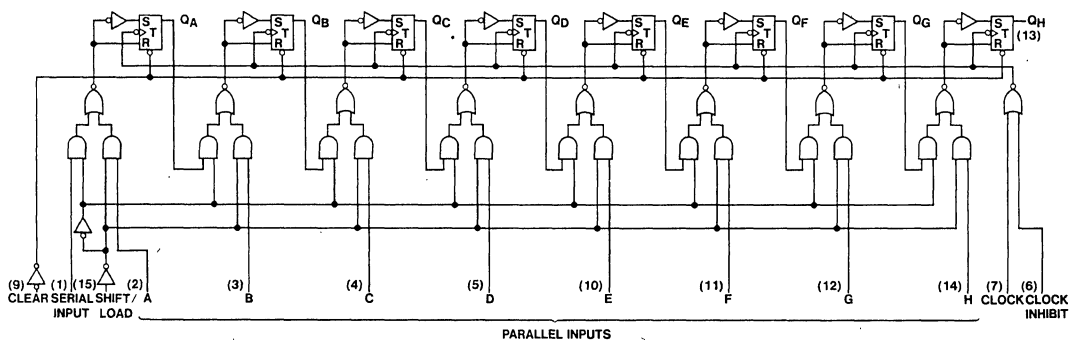 S QA S QB S QC S QD S QE S QF S QG S QH
T T T T T T T T (13)
R R R R R R R R
(9) (1) (15) (2) (3) (4) (5) (10) (11) (12) (14) (7) (6)
CLEAR SERIAL SHIFT/ A B C D E F G H CLOCK CLOCK
INPUT LOAD INHIBIT
PARALLEL INPUTS